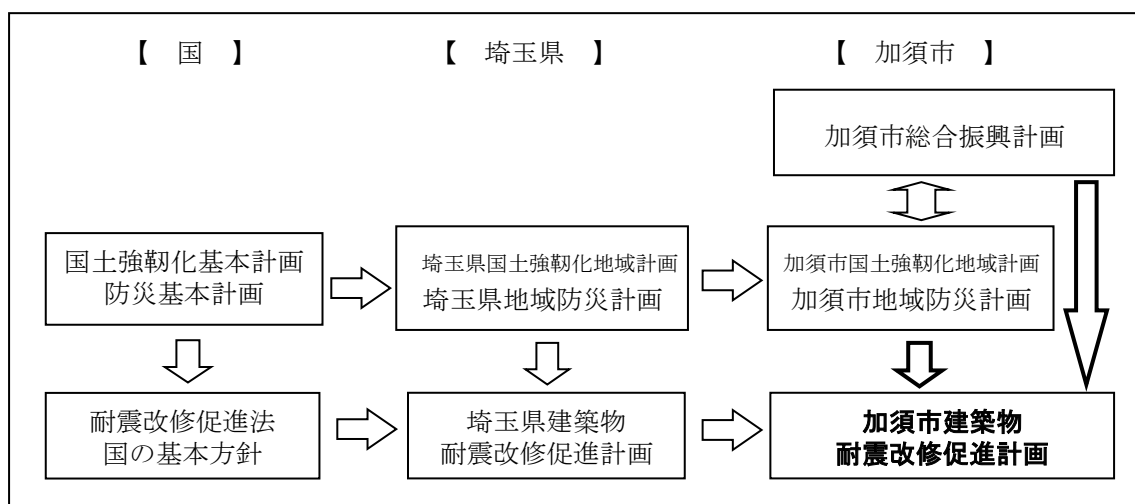 【 国 】
【 埼玉県 】
【 加須市 】
加須市総合振興計画
国土強靱化基本計画
防災基本計画
埼玉県国土強靱化地域計画
埼玉県地域防災計画
加須市国土強靱化地域計画
加須市地域防災計画
耐震改修促進法
国の基本方針
埼玉県建築物
耐震改修促進計画
加須市建築物
耐震改修促進計画